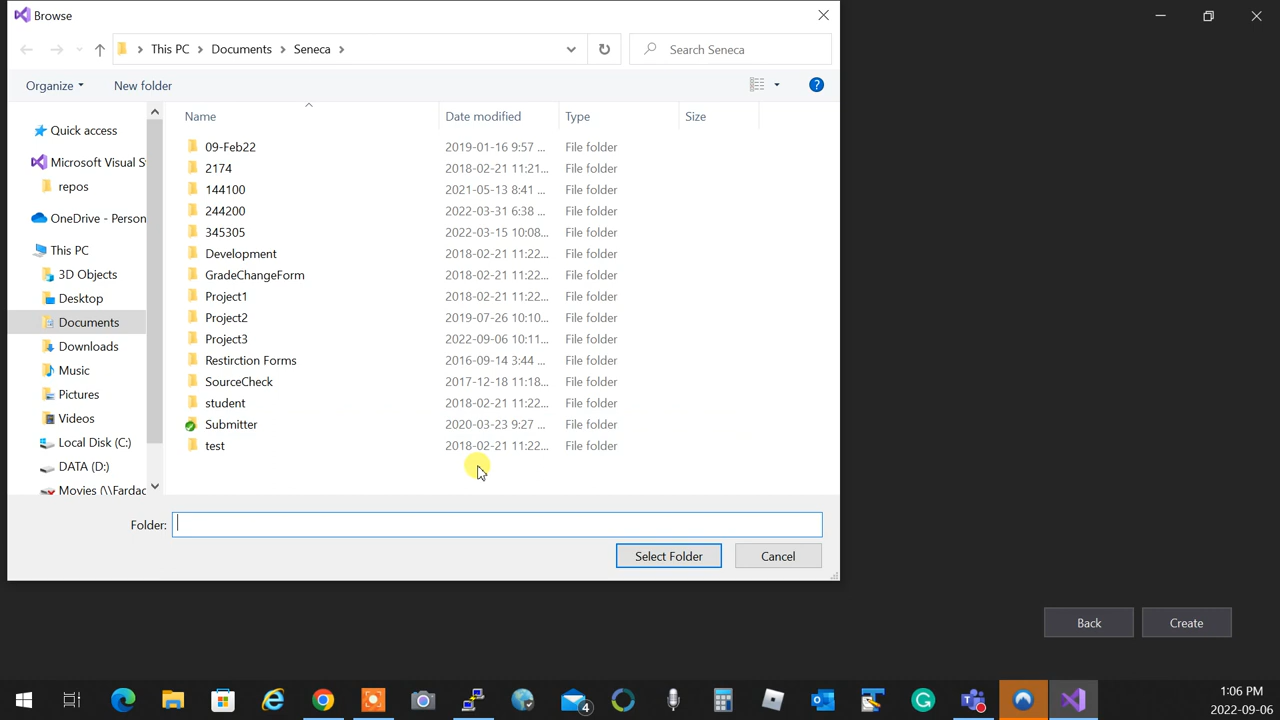 Browse
This PC > Documents > Seneca >
Search Seneca
Organize
New folder
Name
Date modified
Type
Size
Quick access
Microsoft Visual S
repos
OneDrive - Person
This PC
3D Objects
Desktop
Documents
Downloads
Music
Pictures
Videos
Local Disk (C:)
DATA (D:)
Movies (\\Fardac
09-Feb22 2019-01-16 9:57 ... File folder
2174 2018-02-21 11:21... File folder
144100 2021-05-13 8:41 ... File folder
244200 2022-03-31 6:38 ... File folder
345305 2022-03-15 10:08... File folder
Development 2018-02-21 11:22... File folder
GradeChangeForm 2018-02-21 11:22... File folder
Project1 2018-02-21 11:22... File folder
Project2 2019-07-26 10:10... File folder
Project3 2022-09-06 10:11... File folder
Restirction Forms 2016-09-14 3:44 ... File folder
SourceCheck 2017-12-18 11:18... File folder
student 2018-02-21 11:22... File folder
Submitter 2020-03-23 9:27 ... File folder
test 2018-02-21 11:22... File folder
Folder:
Select Folder
Cancel
Back
Create
4
1:06 PM
2022-09-06